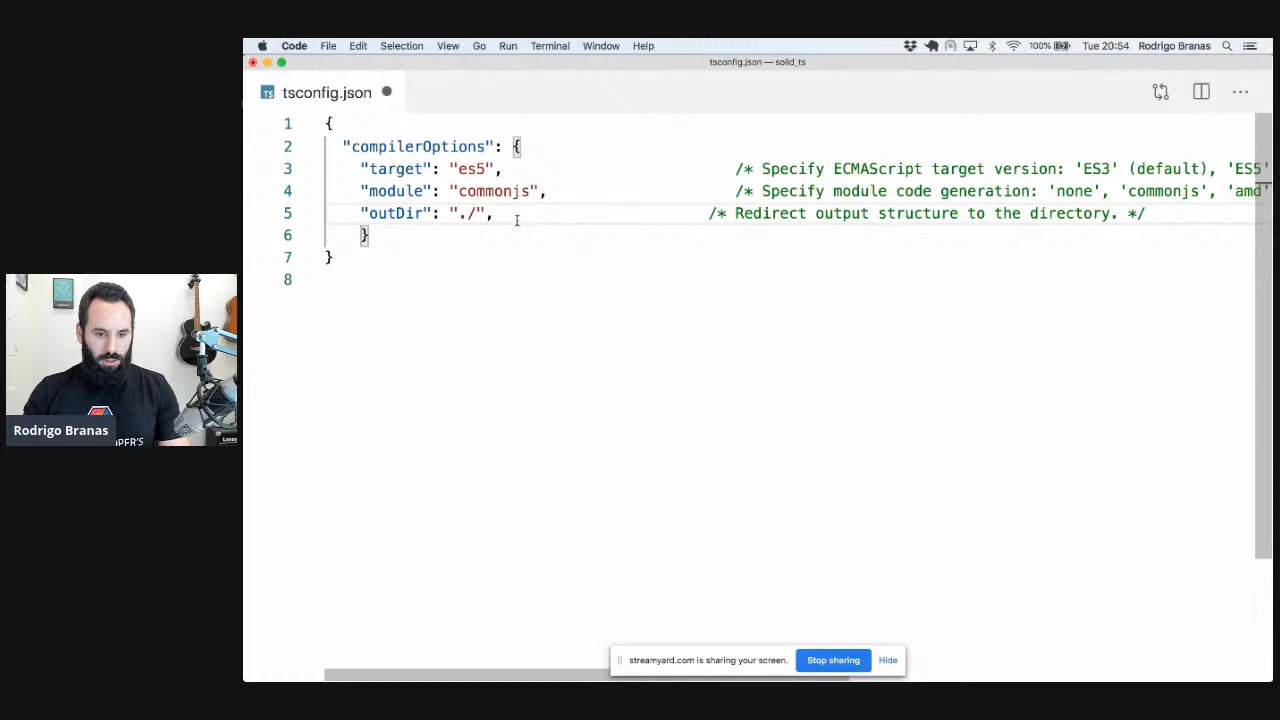 Code File Edit Selection View Go Run Terminal Window Help 100% Tue 20:54 Rodrigo Branas
tsconfig.json — solid_ts
TS tsconfig.json
1 {
2 "compilerOptions": {
3 "target": "es5", /* Specify ECMAScript target version: 'ES3' (default), 'ES5'
4 "module": "commonjs", /* Specify module code generation: 'none', 'commonjs', 'amd'
5 "outDir": "./", /* Redirect output structure to the directory. */
6 }
7 }
8
OPER'S
Rodrigo Branas
streamyard.com is sharing your screen. Stop sharing Hide